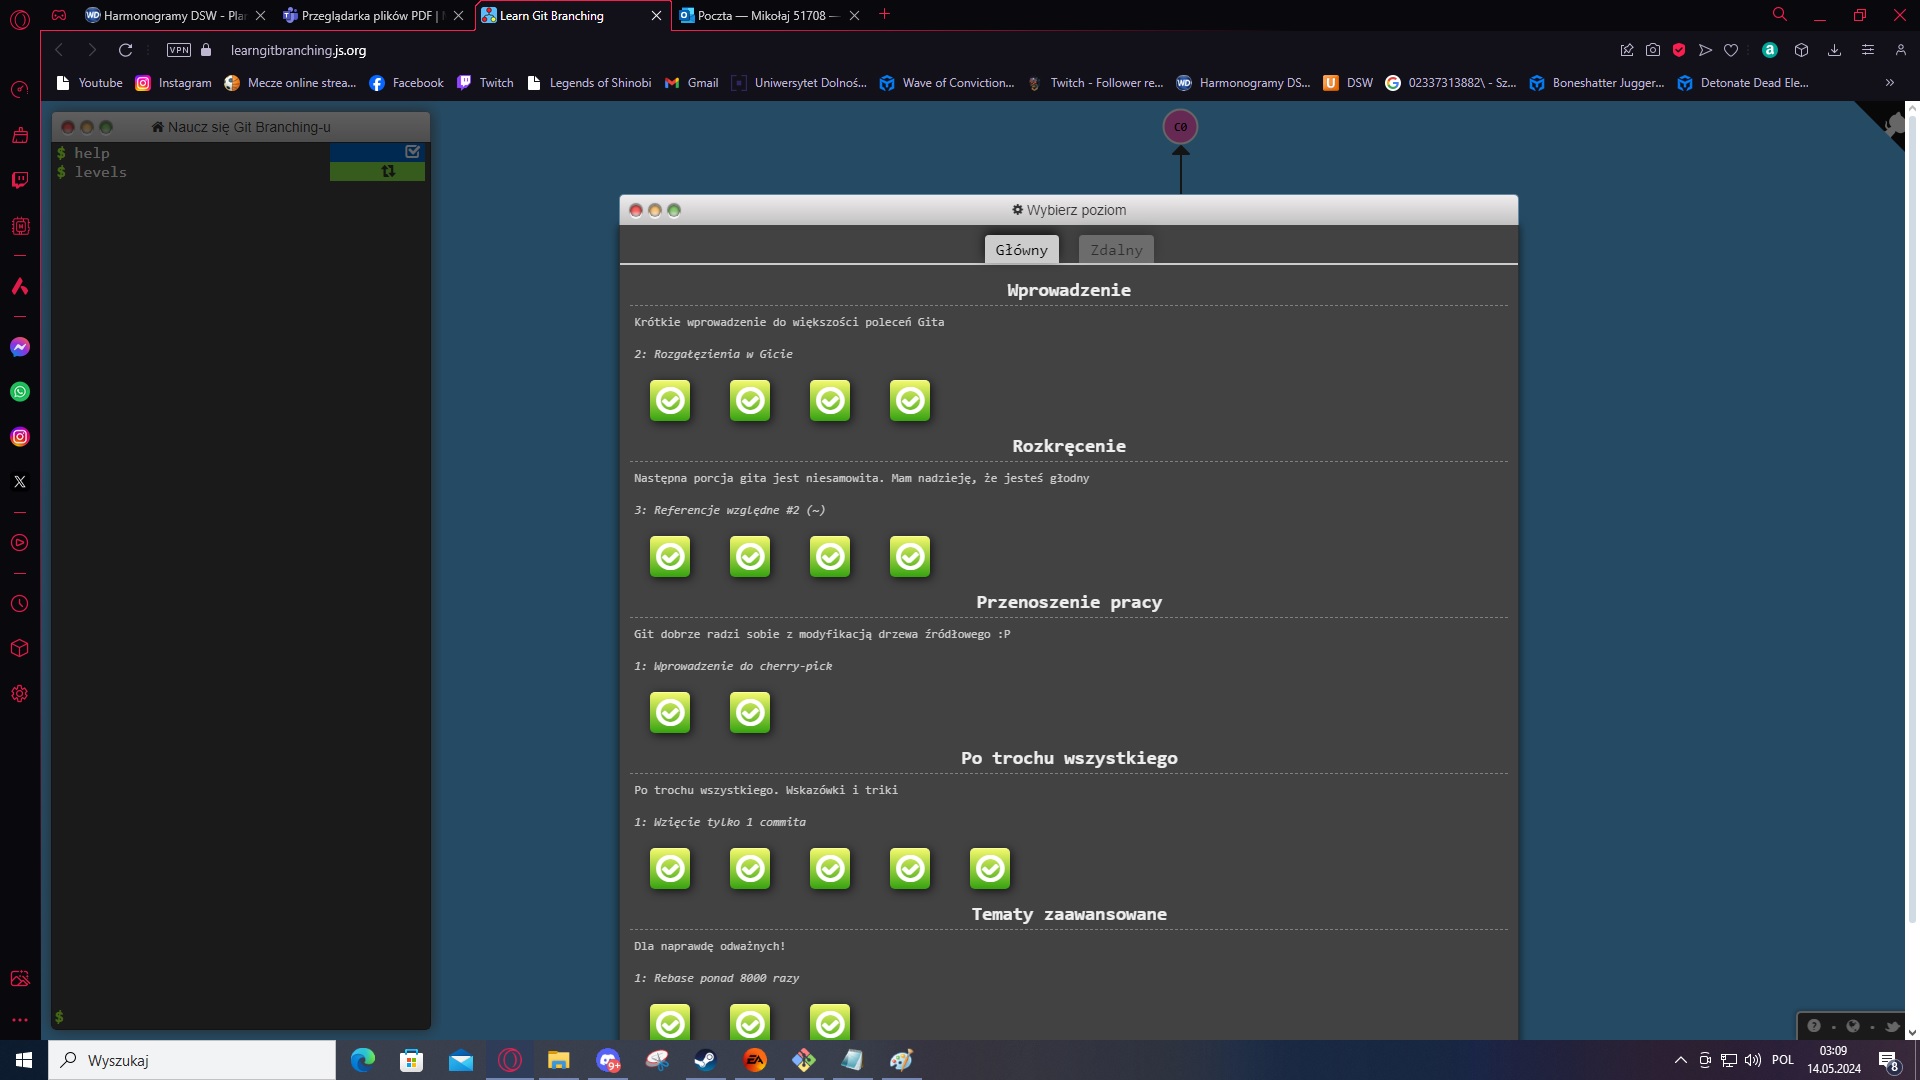 Harmonogramy DSW - Plan
Przeglądarka plików PDF |
Learn Git Branching
Poczta — Mikołaj 51708 —
VPN
learngitbranching.js.org
Youtube
Instagram
Mecze online strea...
Facebook
Twitch
Legends of Shinobi
Gmail
Uniwersytet Dolnoś...
Wave of Conviction...
Twitch - Follower re...
WD
Harmonogramy DS...
DSW
02337313882\ - Sz...
Boneshatter Jugger...
Detonate Dead Ele...
Naucz się Git Branching-u
$ help
$ levels
$
C0
Wybierz poziom
Główny
Zdalny
Wprowadzenie
Krótkie wprowadzenie do większości poleceń Gita
2: Rozgałęzienia w Gicie
Rozkręcenie
Następna porcja gita jest niesamowita. Mam nadzieję, że jesteś głodny
3: Referencje względne #2 (~)
Przenoszenie pracy
Git dobrze radzi sobie z modyfikacją drzewa źródłowego :P
1: Wprowadzenie do cherry-pick
Po trochu wszystkiego
Po trochu wszystkiego. Wskazówki i triki
1: Wzięcie tylko 1 commita
Tematy zaawansowane
Dla naprawdę odważnych!
1: Rebase ponad 8000 razy
Wyszukaj
9+
EA
POL
03:09
14.05.2024
8